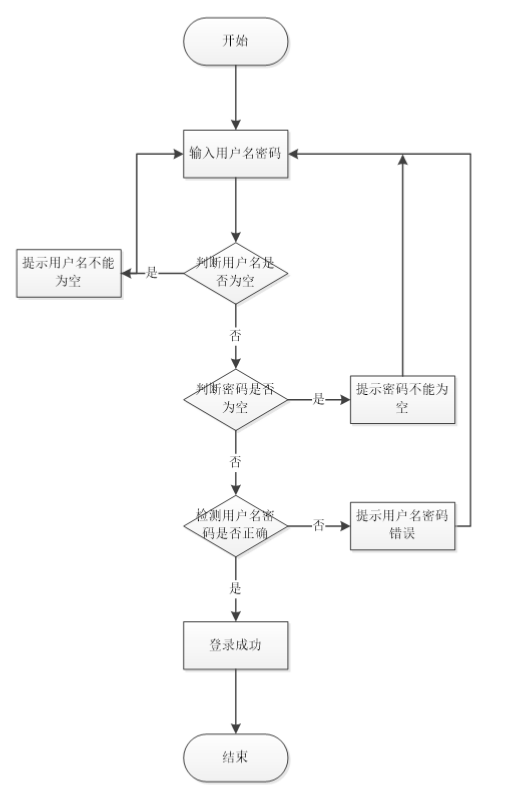 开始
输入用户名密码
判断用户名是
否为空
是
提示用户名不能
为空
否
判断密码是否
为空
是
提示密码不能为
空
否
检测用户名密
码是否正确
否
提示用户名密码
错误
是
登录成功
结束